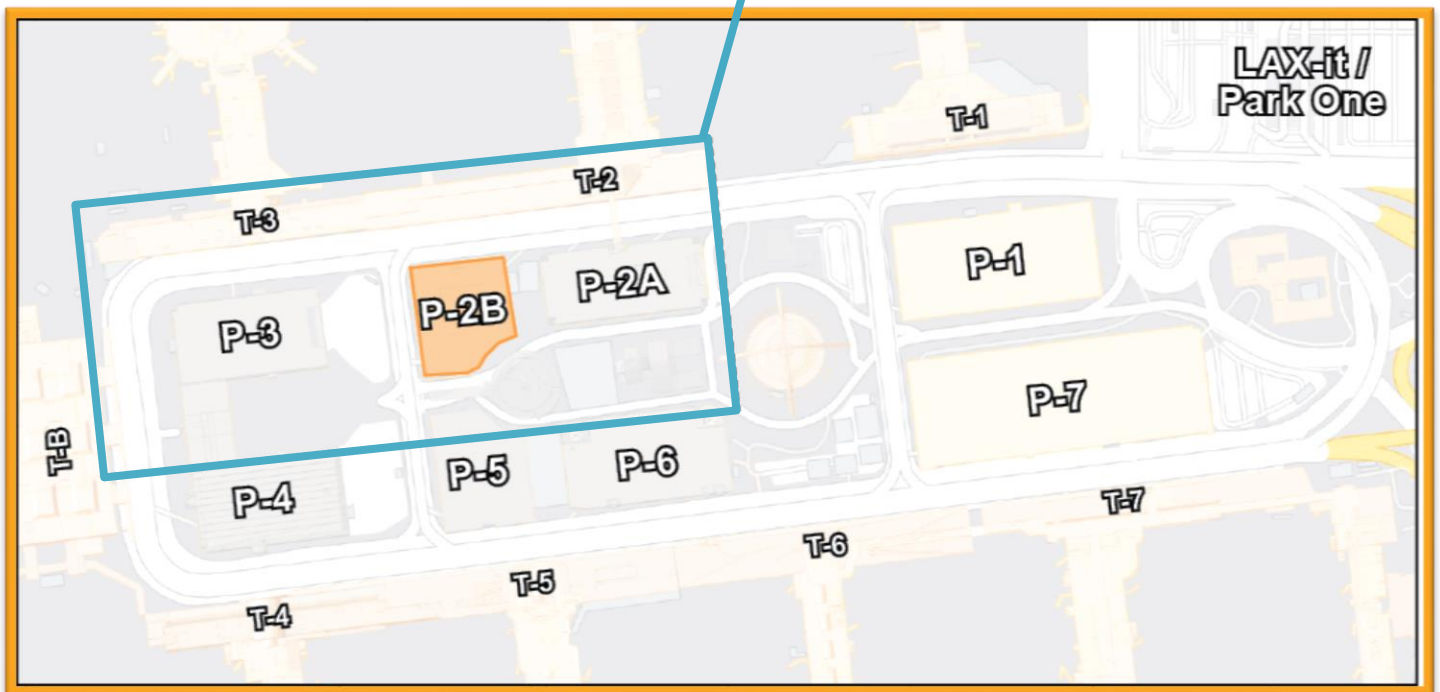 LAX-it /
Park One
T-1
T-2
T-3
P-1
P-2A
P-2B
P-3
P-7
T-B
P-6
P-5
P-4
T-7
T-6
T-5
T-4